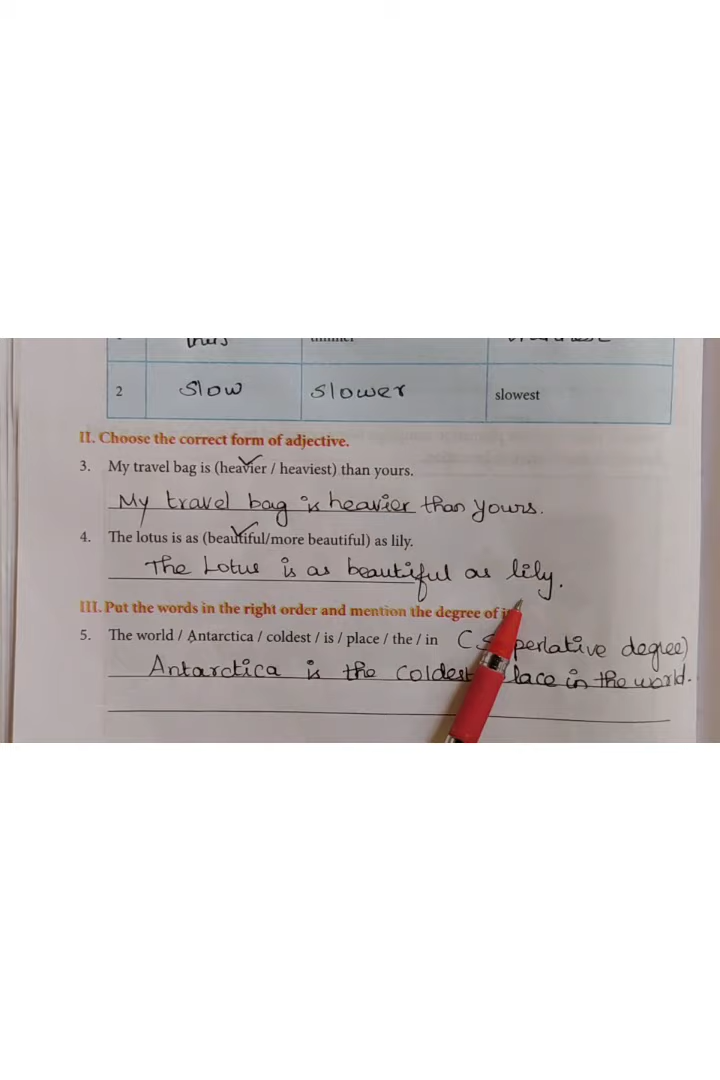 2 slow slower slowest
II. Choose the correct form of adjective.
3. My travel bag is (heavier / heaviest) than yours.
My travel bag is heavier than yours.
4. The lotus is as (beautiful/more beautiful) as lily.
The Lotus is as beautiful as lily.
III. Put the words in the right order and mention the degree of
5. The world / Antarctica / coldest / is / place / the / in (Superlative degree)
Antarctica is the coldest place in the world.